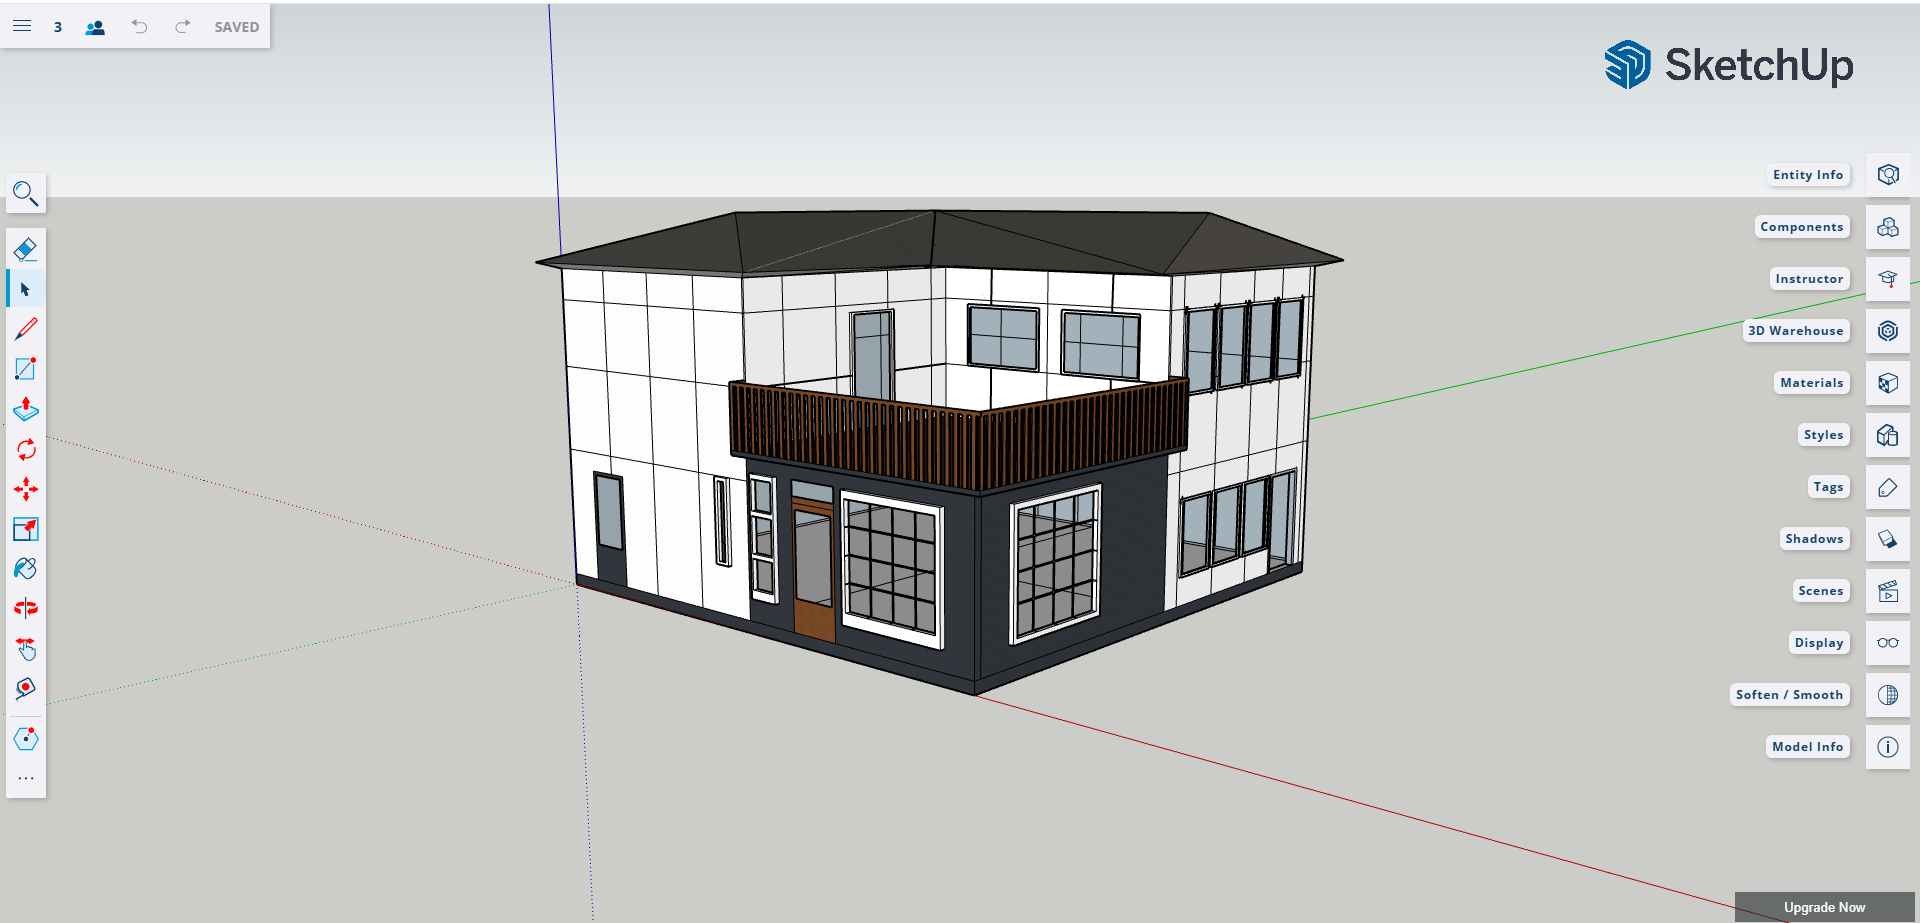 3
SAVED
SketchUp
Entity Info
Components
Instructor
3D Warehouse
Materials
Styles
Tags
Shadows
Scenes
Display
Soften / Smooth
Model Info
Upgrade Now